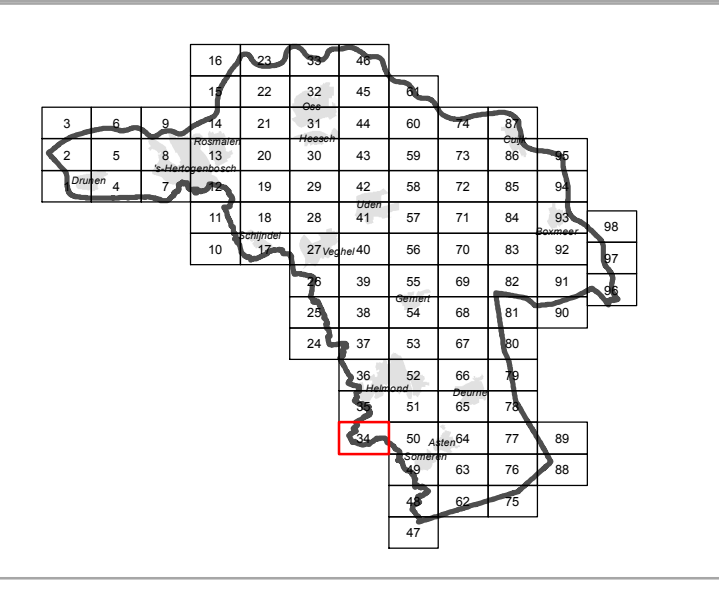 16 23 33 46
15 22 32 45 61
Oss
3 6 9 14 21 31 44 60 74 87
Rosmalen Heesch Cuijk
2 5 8 13 20 30 43 59 73 86 95
's-Hertogenbosch
Drunen
1 4 7 12 19 29 42 58 72 85 94
Uden
11 18 28 41 57 71 84 93 98
Schijndel Boxmeer
10 17 27 Veghel 40 56 70 83 92 97
26 39 55 69 82 91 96
Gemert
25 38 54 68 81 90
24 37 53 67 80
36 52 66 79
Helmond Deurne
35 51 65 78
34 50 Asten 64 77 89
Someren
49 63 76 88
48 62 75
47